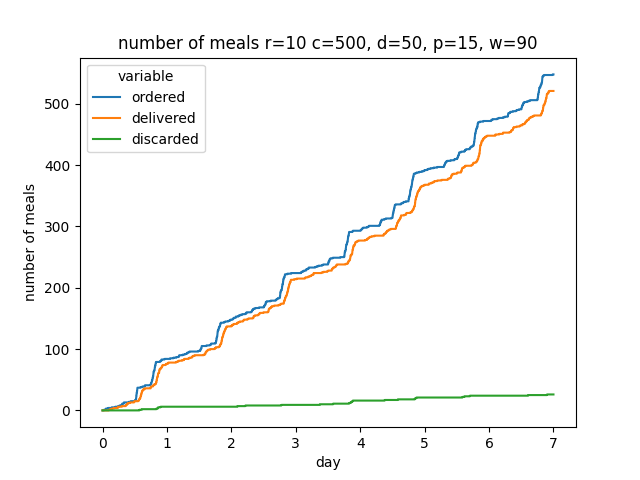 number of meals r=10 c=500, d=50, p=15, w=90
variable
ordered
delivered
discarded
500
400
300
200
100
0
number of meals
0 1 2 3 4 5 6 7
day